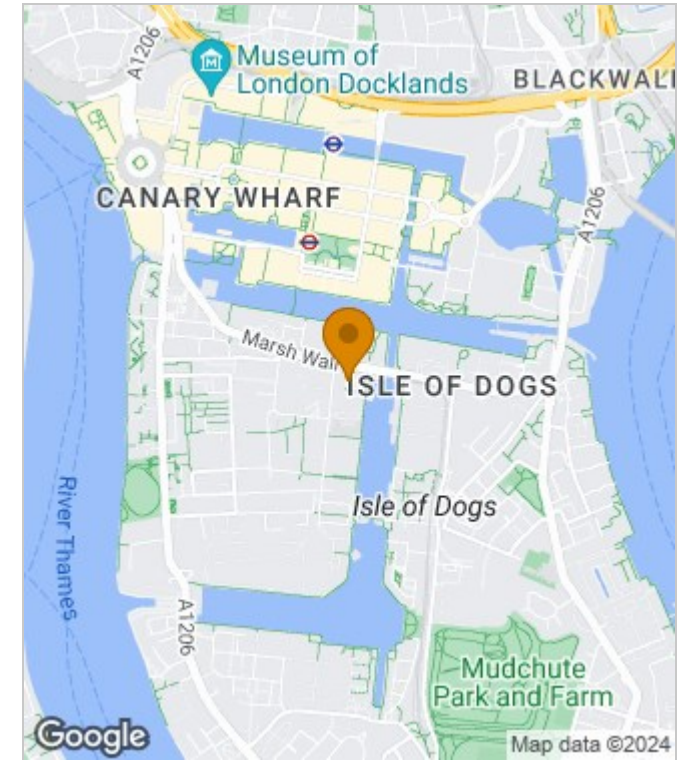 A1206
Museum of
London Docklands
BLACKWALL
CANARY WHARF
A1206
Marsh Wall
ISLE OF DOGS
Isle of Dogs
River Thames
A1206
Mudchute
Park and Farm
Google
Map data ©2024